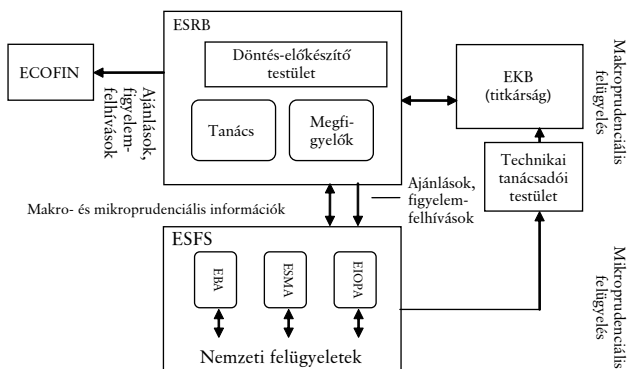 ESRB
Döntés-előkészítő
testület
Tanács
Megfi-
gyelők
ECOFIN
Ajánlások,
figyelem-
felhívások
EKB
(titkárság)
Makroprudenciális
felügyelés
Technikai
tanácsadói
testület
Makro- és mikroprudenciális információk
Ajánlások,
figyelem-
felhívások
ESFS
EBA
ESMA
EIOPA
Nemzeti felügyeletek
Mikroprudenciális
felügyelés